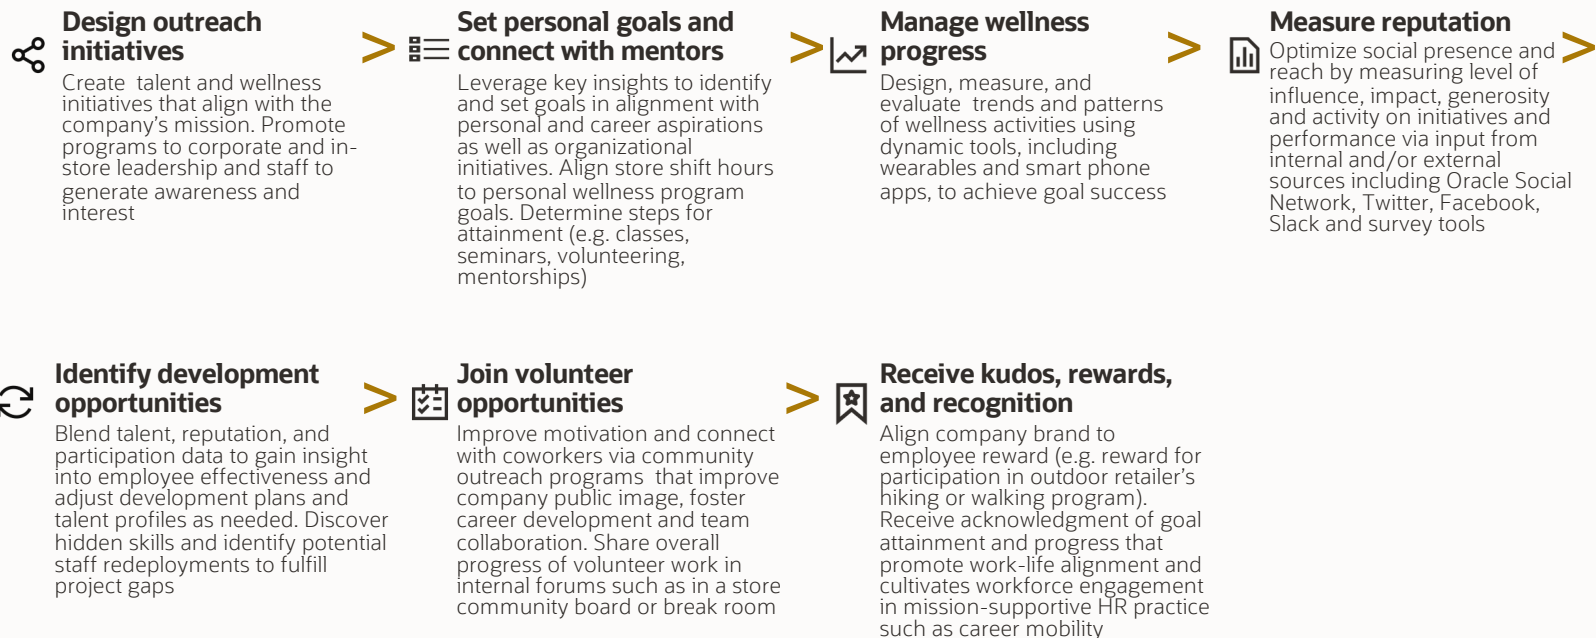 Design outreach
initiatives
Create talent and wellness
initiatives that align with the
company's mission. Promote
programs to corporate and in-
store leadership and staff to
generate awareness and
interest
>
Set personal goals and
connect with mentors
Leverage key insights to identify
and set goals in alignment with
personal and career aspirations
as well as organizational
initiatives. Align store shift hours
to personal wellness program
goals. Determine steps for
attainment (e.g. classes,
seminars, volunteering,
mentorships)
>
Manage wellness
progress
Design, measure, and
evaluate trends and patterns
of wellness activities using
dynamic tools, including
wearables and smart phone
apps, to achieve goal success
>
Measure reputation
Optimize social presence and
reach by measuring level of
influence, impact, generosity
and activity on initiatives and
performance via input from
internal and/or external
sources including Oracle Social
Network, Twitter, Facebook,
Slack and survey tools
>
Identify development
opportunities
Blend talent, reputation, and
participation data to gain insight
into employee effectiveness and
adjust development plans and
talent profiles as needed. Discover
hidden skills and identify potential
staff redeployments to fulfill
project gaps
>
Join volunteer
opportunities
Improve motivation and connect
with coworkers via community
outreach programs that improve
company public image, foster
career development and team
collaboration. Share overall
progress of volunteer work in
internal forums such as in a store
community board or break room
>
Receive kudos, rewards,
and recognition
Align company brand to
employee reward (e.g. reward for
participation in outdoor retailer's
hiking or walking program).
Receive acknowledgment of goal
attainment and progress that
promote work-life alignment and
cultivates workforce engagement
in mission-supportive HR practice
such as career mobility